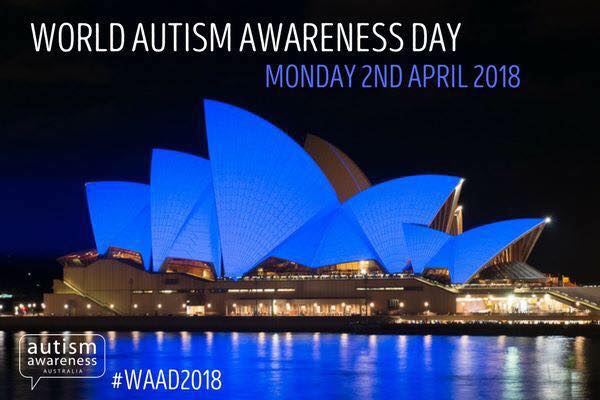 WORLD AUTISM AWARENESS DAY
MONDAY 2ND APRIL 2018
autism
awareness
AUSTRALIA
#WAAD2018